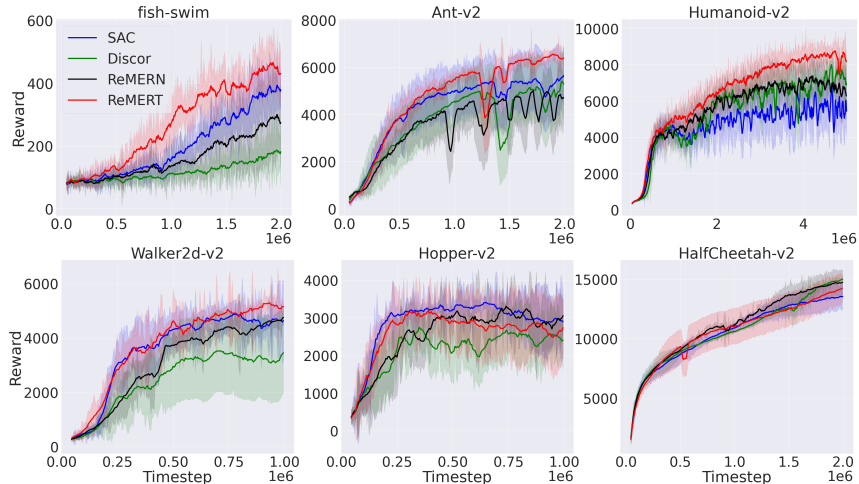 fish-swim
Ant-v2
Humanoid-v2
Reward
600
400
200
0
SAC
Discor
ReMERN
ReMERT
0.0 0.5 1.0 1.5 2.0
1e6
8000
6000
4000
2000
0
0.0 0.5 1.0 1.5 2.0
1e6
10000
8000
6000
4000
2000
0
0 2 4
1e6
Walker2d-v2
Hopper-v2
HalfCheetah-v2
Reward
6000
4000
2000
0
0.00 0.25 0.50 0.75 1.00
Timestep 1e6
4000
3000
2000
1000
0
0.00 0.25 0.50 0.75 1.00
Timestep 1e6
15000
10000
5000
0.0 0.5 1.0 1.5 2.0
Timestep 1e6